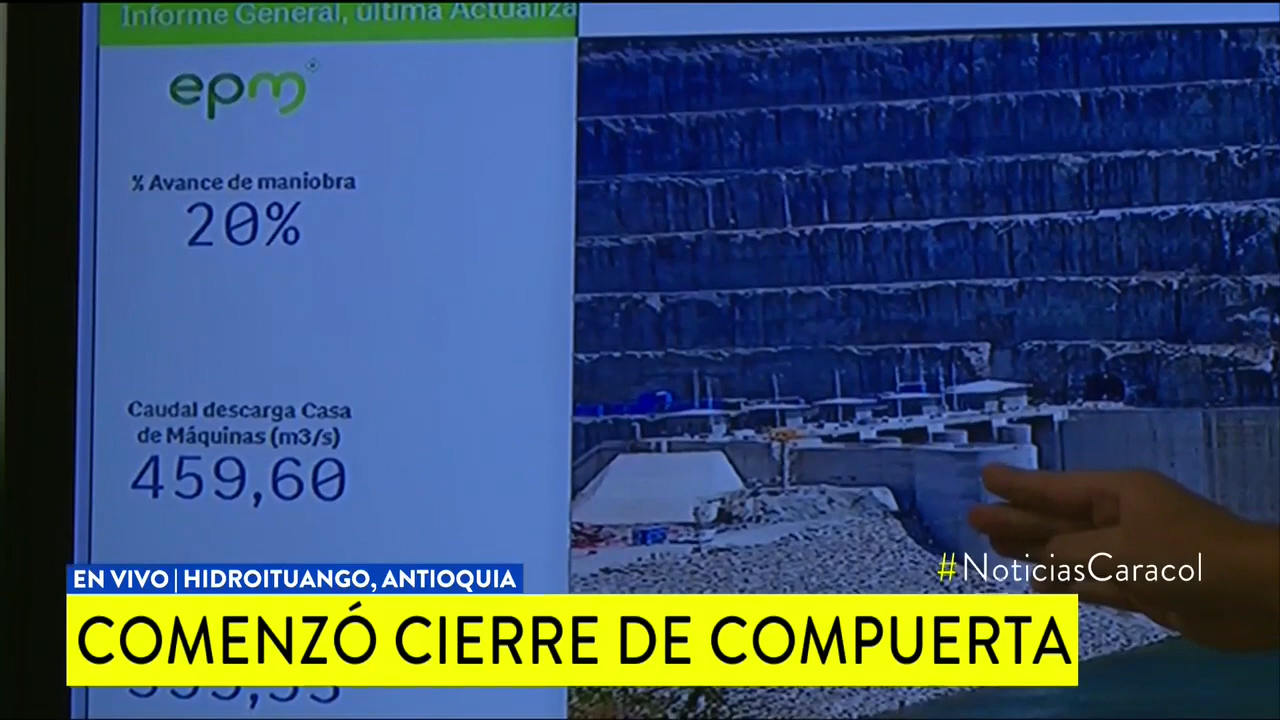 Informe General, última Actualiza
epm
% Avance de maniobra
20%
Caudal descarga Casa
de Máquinas (m3/s)
459,60
#NoticiasCaracol
EN VIVO | HIDROITUANGO, ANTIOQUIA
COMENZÓ CIERRE DE COMPUERTA